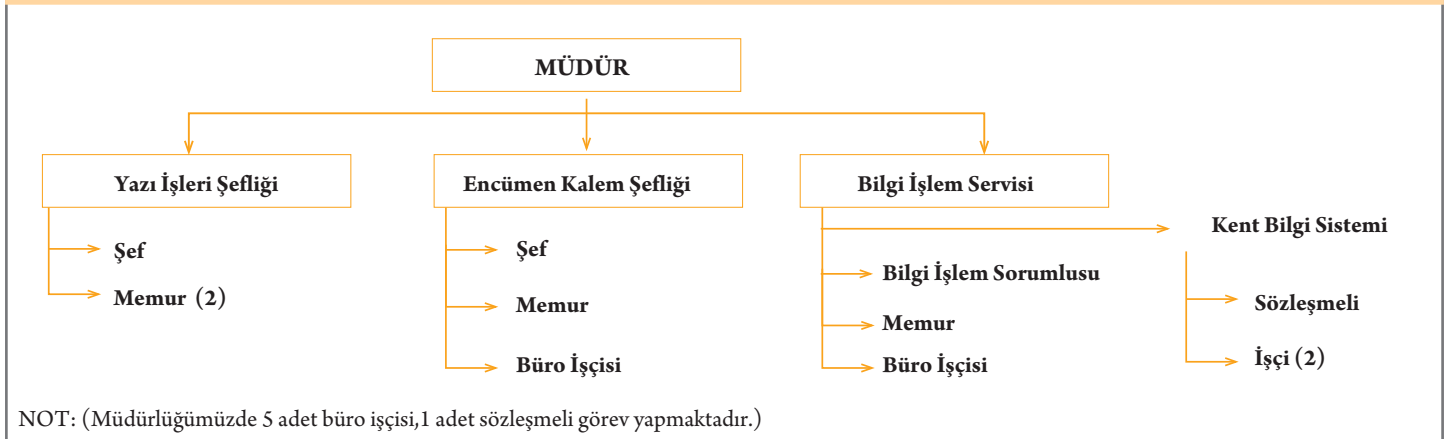 MÜDÜR
Yazı İşleri Şefliği
Şef
Memur (2)
Encümen Kalem Şefliği
Şef
Memur
Büro İşçisi
Bilgi İşlem Servisi
Bilgi İşlem Sorumlusu
Memur
Büro İşçisi
Kent Bilgi Sistemi
Sözleşmeli
İşçi (2)
NOT: (Müdürlüğümüzde 5 adet büro işçisi,1 adet sözleşmeli görev yapmaktadır.)